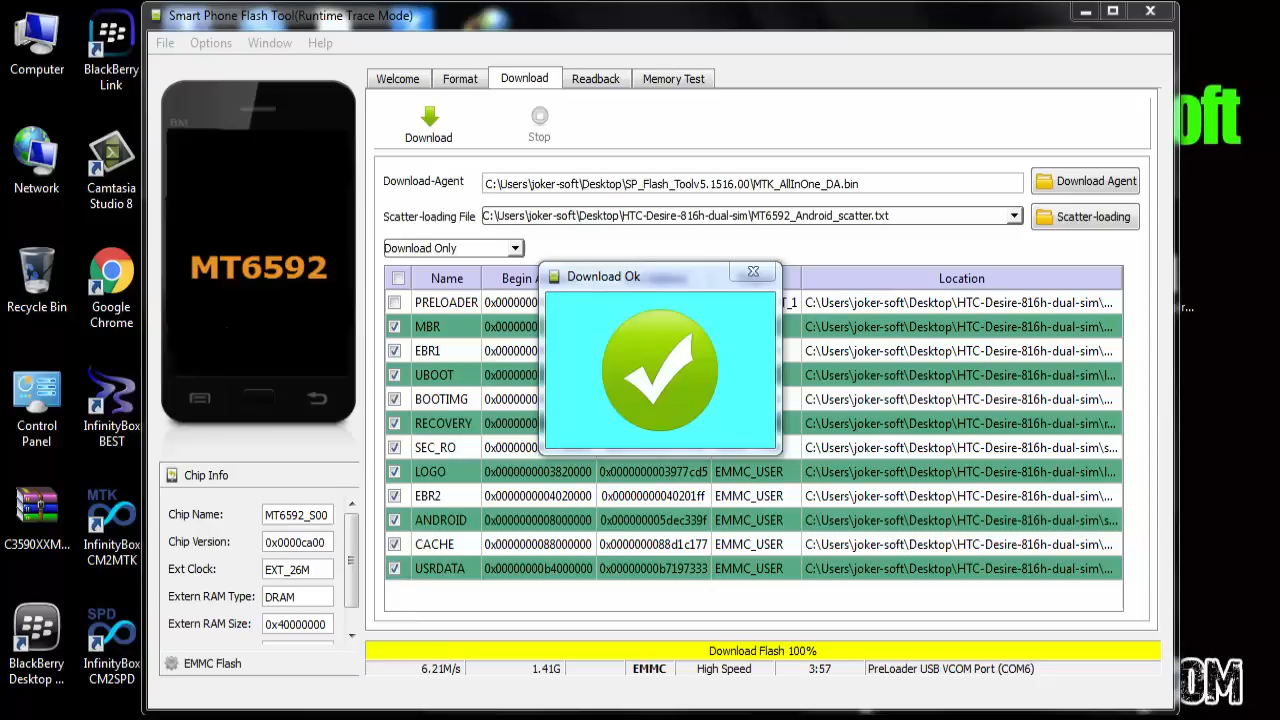 Smart Phone Flash Tool(Runtime Trace Mode)
File Options Window Help
Computer
BlackBerry Link
Network
Camtasia Studio 8
Recycle Bin
Google Chrome
Control Panel
InfinityBox BEST
C3590XXM...
InfinityBox CM2MTK
BlackBerry Desktop ...
InfinityBox CM2SPD
MTK
SPD
BM
MT6592
Welcome Format Download Readback Memory Test
Download Stop
Download-Agent C:\Users\joker-soft\Desktop\SP_Flash_Toolv5.1516.00\MTK_AllInOne_DA.bin Download Agent
Scatter-loading File C:\Users\joker-soft\Desktop\HTC-Desire-816h-dual-sim\MT6592_Android_scatter.txt Scatter-loading
Download Only
Download Ok
Name Begin A Location
PRELOADER 0x0000000 T_1 C:\Users\joker-soft\Desktop\HTC-Desire-816h-dual-sim\...
MBR 0x0000000 C:\Users\joker-soft\Desktop\HTC-Desire-816h-dual-sim\...
EBR1 0x0000000 C:\Users\joker-soft\Desktop\HTC-Desire-816h-dual-sim\...
UBOOT 0x0000000 C:\Users\joker-soft\Desktop\HTC-Desire-816h-dual-sim\l...
BOOTIMG 0x0000000 C:\Users\joker-soft\Desktop\HTC-Desire-816h-dual-sim\...
RECOVERY 0x0000000 C:\Users\joker-soft\Desktop\HTC-Desire-816h-dual-sim\...
SEC_RO 0x0000000 C:\Users\joker-soft\Desktop\HTC-Desire-816h-dual-sim\s...
LOGO 0x0000000003820000 0x0000000003977cd5 EMMC_USER C:\Users\joker-soft\Desktop\HTC-Desire-816h-dual-sim\l...
EBR2 0x0000000004020000 0x00000000040201ff EMMC_USER C:\Users\joker-soft\Desktop\HTC-Desire-816h-dual-sim\...
ANDROID 0x0000000008000000 0x000000005dec339f EMMC_USER C:\Users\joker-soft\Desktop\HTC-Desire-816h-dual-sim\s...
CACHE 0x0000000088000000 0x0000000088d1c177 EMMC_USER C:\Users\joker-soft\Desktop\HTC-Desire-816h-dual-sim\...
USRDATA 0x00000000b4000000 0x00000000b7197333 EMMC_USER C:\Users\joker-soft\Desktop\HTC-Desire-816h-dual-sim\...
Chip Info
Chip Name: MT6592_S00
Chip Version: 0x0000ca00
Ext Clock: EXT_26M
Extern RAM Type: DRAM
Extern RAM Size: 0x40000000
EMMC Flash
Download Flash 100%
6.21M/s 1.41G EMMC High Speed 3:57 PreLoader USB VCOM Port (COM6)
oft
r...
OM